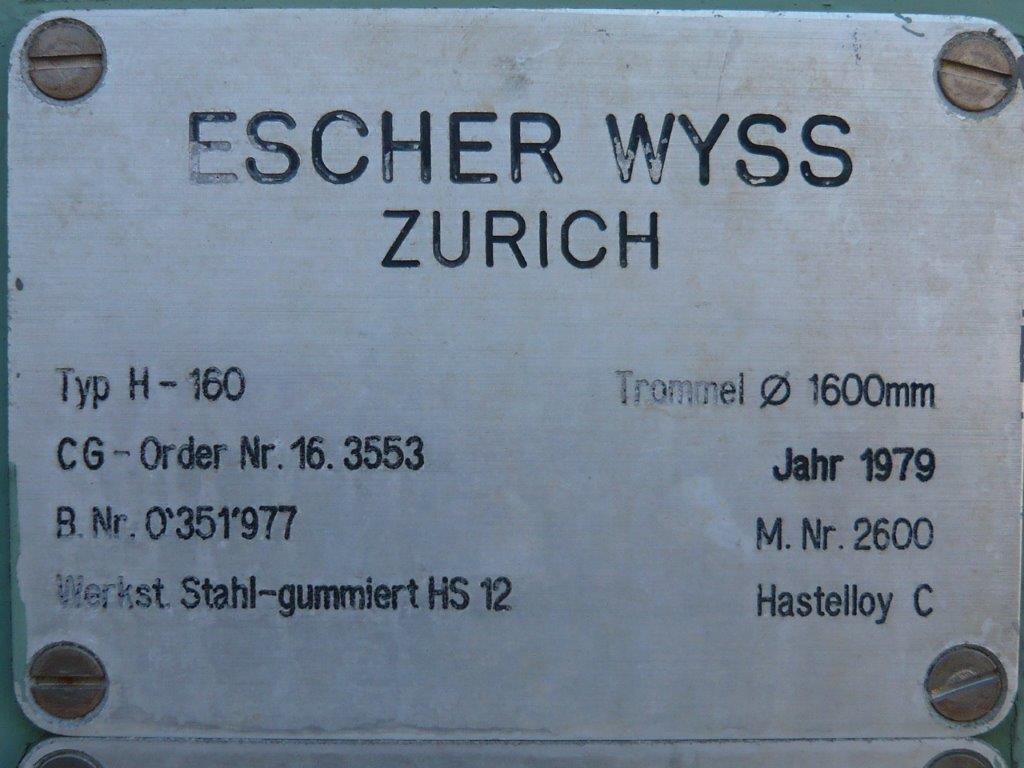 ESCHER WYSS
ZURICH
Typ H - 160 Trommel Ø 1600mm
CG - Order Nr. 16. 3553 Jahr 1979
B. Nr. 0'351'977 M. Nr. 2600
Werkst. Stahl-gummiert HS 12 Hastelloy C